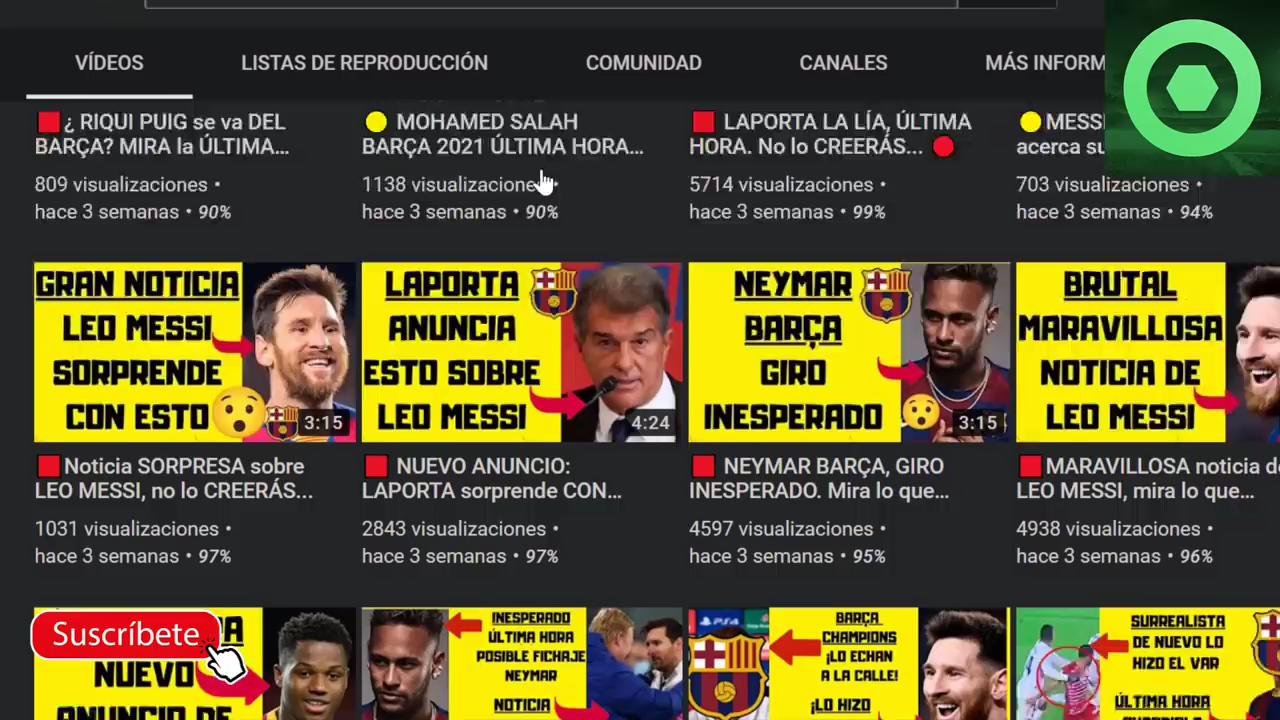 VÍDEOS
LISTAS DE REPRODUCCIÓN
COMUNIDAD
CANALES
MÁS INFORM
¿ RIQUI PUIG se va DEL
BARÇA? MIRA la ÚLTIMA...
809 visualizaciones •
hace 3 semanas • 90%
MOHAMED SALAH
BARÇA 2021 ÚLTIMA HORA...
1138 visualizaciones •
hace 3 semanas • 90%
LAPORTA LA LÍA, ÚLTIMA
HORA. No lo CREERÁS...
5714 visualizaciones •
hace 3 semanas • 99%
MESS
acerca su
703 visualizaciones •
hace 3 semanas • 94%
GRAN NOTICIA
LEO MESSI
SORPRENDE
CON ESTO
3:15
LAPORTA
ANUNCIA
ESTO SOBRE
LEO MESSI
4:24
NEYMAR
BARÇA
GIRO
INESPERADO
3:15
BRUTAL
MARAVILLOSA
NOTICIA DE
LEO MESSI
Noticia SORPRESA sobre
LEO MESSI, no lo CREERÁS...
1031 visualizaciones •
hace 3 semanas • 97%
NUEVO ANUNCIO:
LAPORTA sorprende CON...
2843 visualizaciones •
hace 3 semanas • 97%
NEYMAR BARÇA, GIRO
INESPERADO. Mira lo que...
4597 visualizaciones •
hace 3 semanas • 95%
MARAVILLOSA noticia de
LEO MESSI, mira lo que...
4938 visualizaciones •
hace 3 semanas • 96%
Suscríbete
NUEVO
ANUNCIO DE
INESPERADO
ÚLTIMA HORA
POSIBLE FICHAJE
NEYMAR
NOTICIA
PS4
BARÇA
CHAMPIONS
¡LO ECHAN
A LA CALLE!
¡LO HIZO
SURREALISTA
DE NUEVO LO
HIZO EL VAR
ÚLTIMA HORA